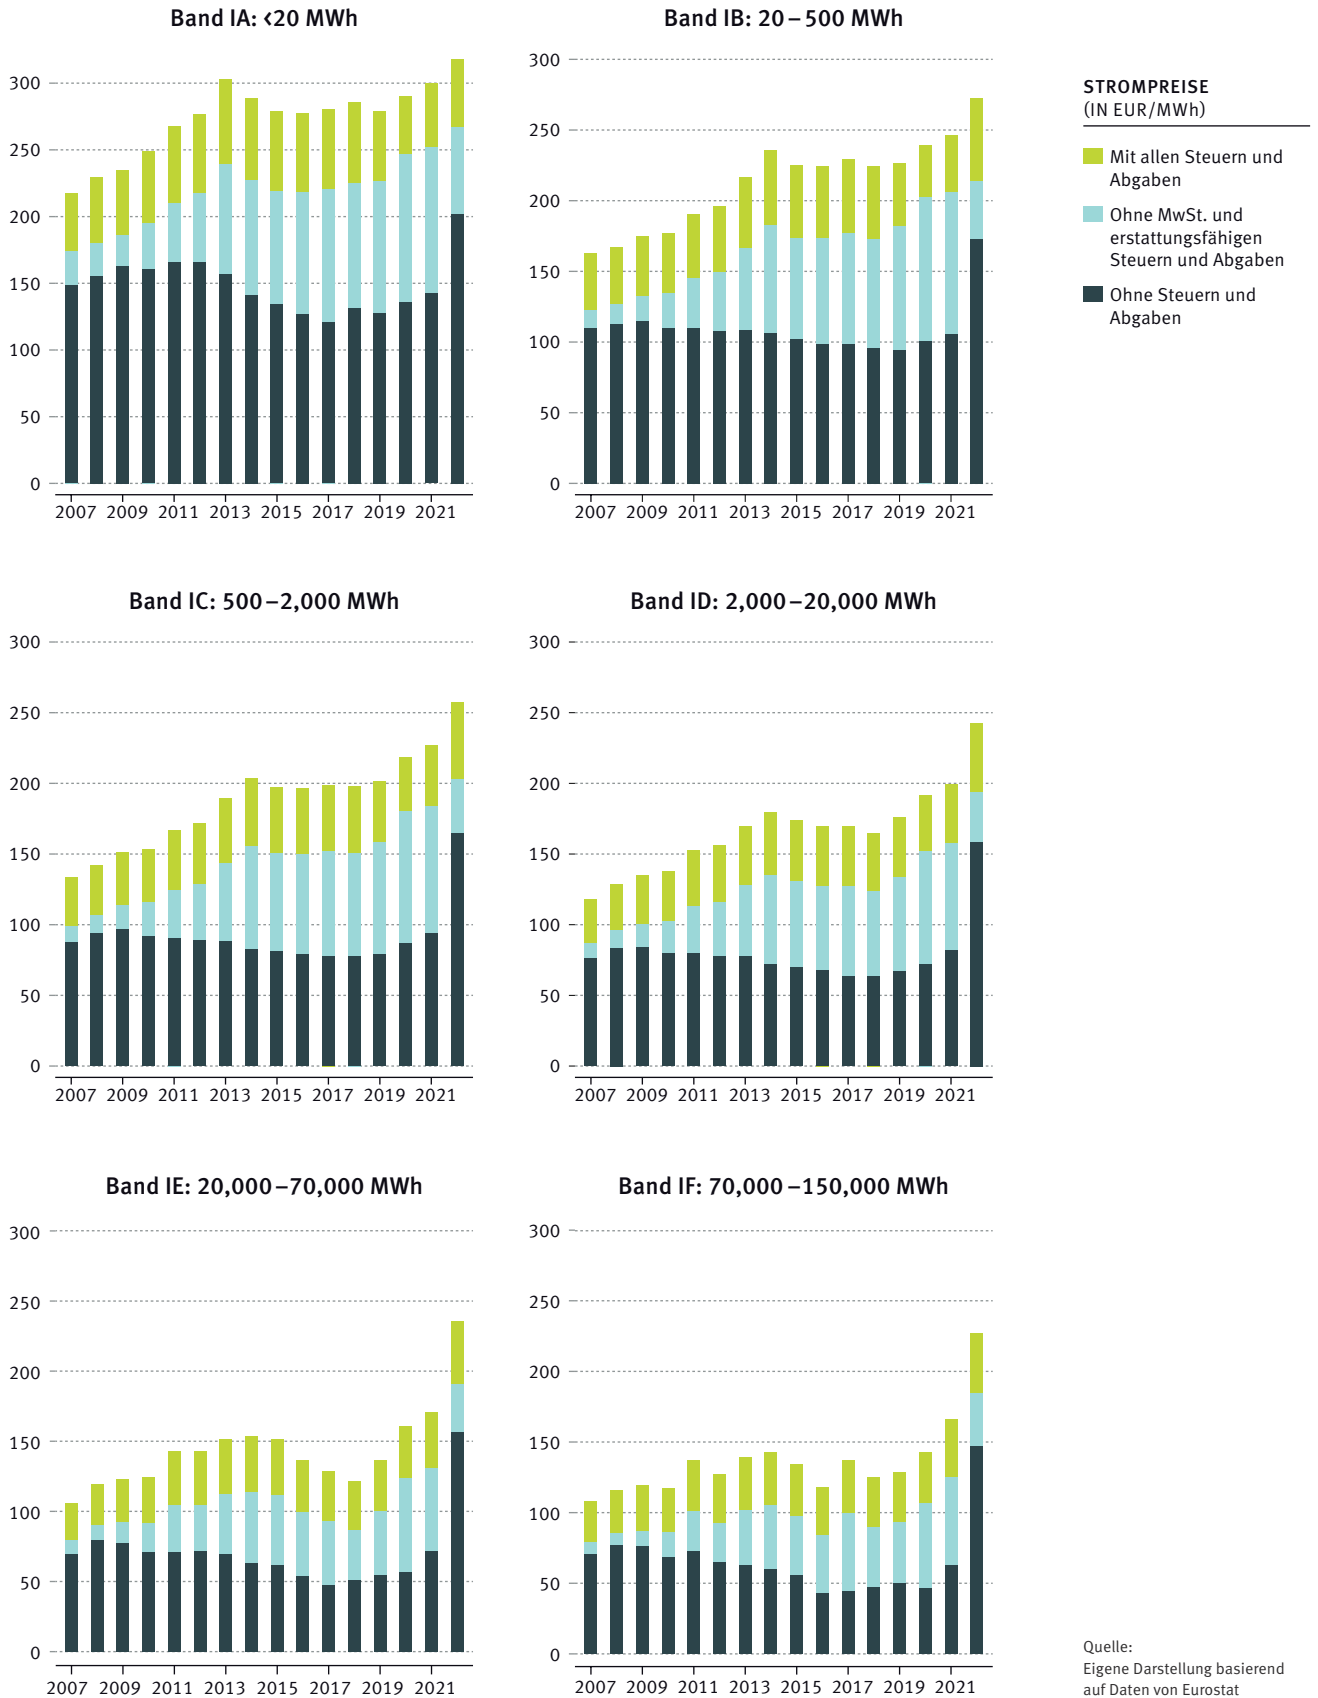 Band IA: <20 MWh
300
250
200
150
100
50
0
2007 2009 2011 2013 2015 2017 2019 2021
Band IB: 20–500 MWh
300
250
200
150
100
50
0
2007 2009 2011 2013 2015 2017 2019 2021
STROMPREISE
(IN EUR/MWh)
Mit allen Steuern und
Abgaben
Ohne MwSt. und
erstattungsfähigen
Steuern und Abgaben
Ohne Steuern und
Abgaben
Band IC: 500–2,000 MWh
300
250
200
150
100
50
0
2007 2009 2011 2013 2015 2017 2019 2021
Band ID: 2,000–20,000 MWh
300
250
200
150
100
50
0
2007 2009 2011 2013 2015 2017 2019 2021
Band IE: 20,000–70,000 MWh
300
250
200
150
100
50
0
2007 2009 2011 2013 2015 2017 2019 2021
Band IF: 70,000–150,000 MWh
300
250
200
150
100
50
0
2007 2009 2011 2013 2015 2017 2019 2021
Quelle:
Eigene Darstellung basierend
auf Daten von Eurostat